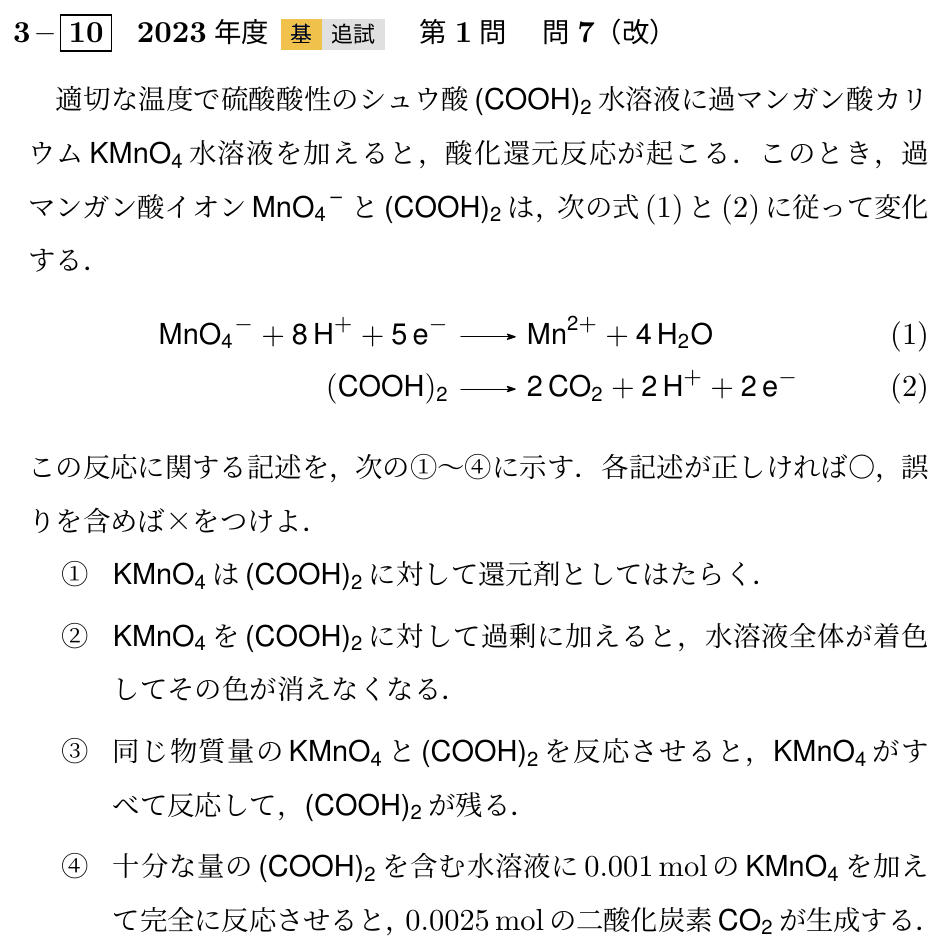 3−10 2023 年度 基 追試 第 1 問 問 7（改）
適切な温度で硫酸酸性のシュウ酸 (COOH)₂ 水溶液に過マンガン酸カリ
ウム KMnO₄ 水溶液を加えると，酸化還元反応が起こる．このとき，過
マンガン酸イオン MnO₄⁻ と (COOH)₂ は，次の式 (1) と (2) に従って変化
する．
MnO₄⁻ + 8 H⁺ + 5 e⁻ ⟶ Mn²⁺ + 4 H₂O (1)
(COOH)₂ ⟶ 2 CO₂ + 2 H⁺ + 2 e⁻ (2)
この反応に関する記述を，次の①〜④に示す．各記述が正しければ○，誤
りを含めば×をつけよ．
① KMnO₄ は (COOH)₂ に対して還元剤としてはたらく．
② KMnO₄ を (COOH)₂ に対して過剰に加えると，水溶液全体が着色
してその色が消えなくなる．
③ 同じ物質量の KMnO₄ と (COOH)₂ を反応させると，KMnO₄ がす
べて反応して，(COOH)₂ が残る．
④ 十分な量の (COOH)₂ を含む水溶液に 0.001 mol の KMnO₄ を加え
て完全に反応させると，0.0025 mol の二酸化炭素 CO₂ が生成する．